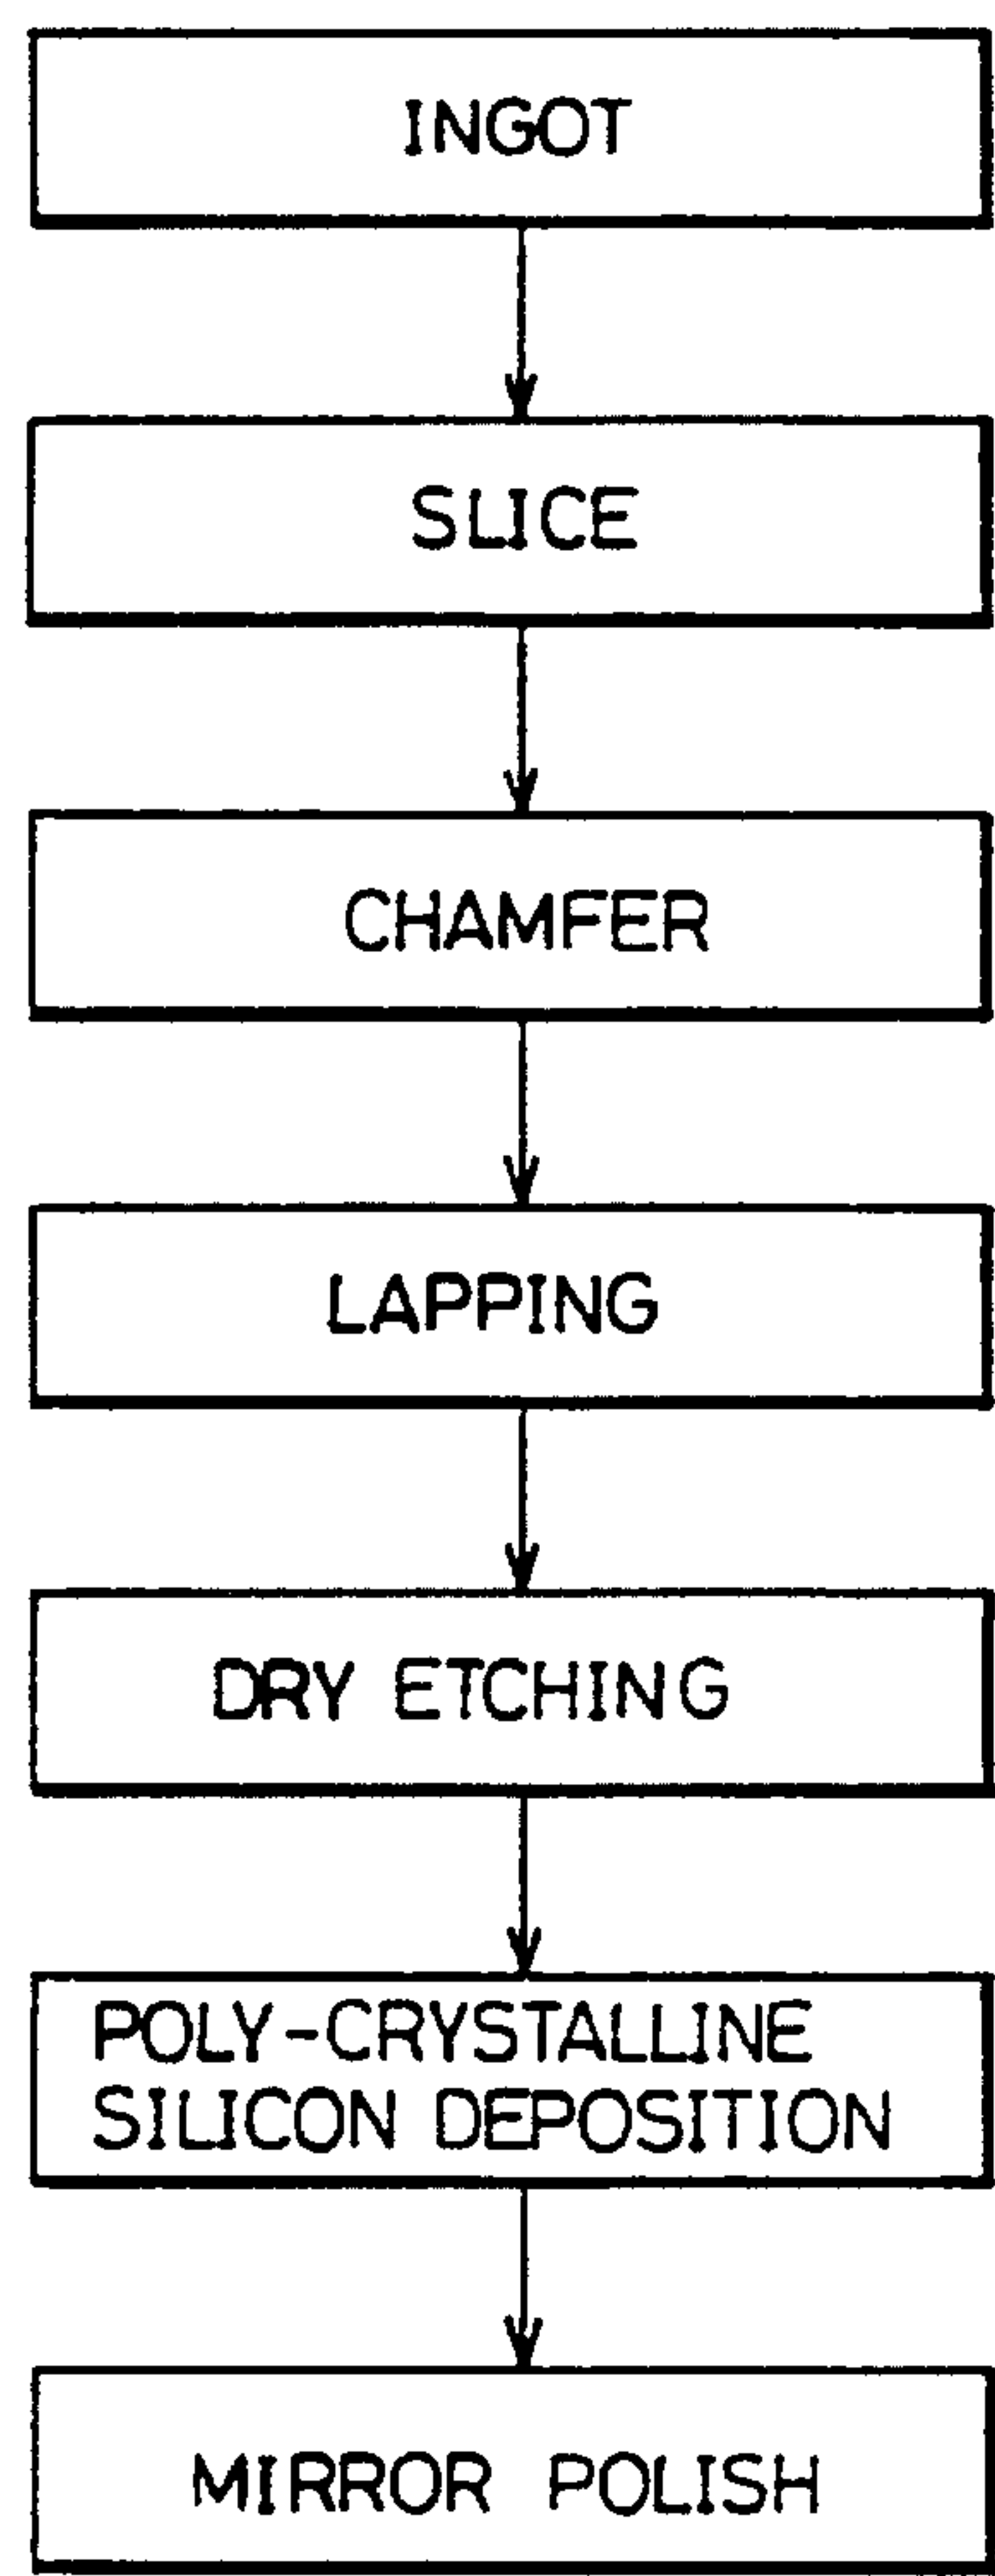 INGOT
SLICE
CHAMFER
LAPPING
DRY ETCHING
POLY-CRYSTALLINE
SILICON DEPOSITION
MIRROR POLISH